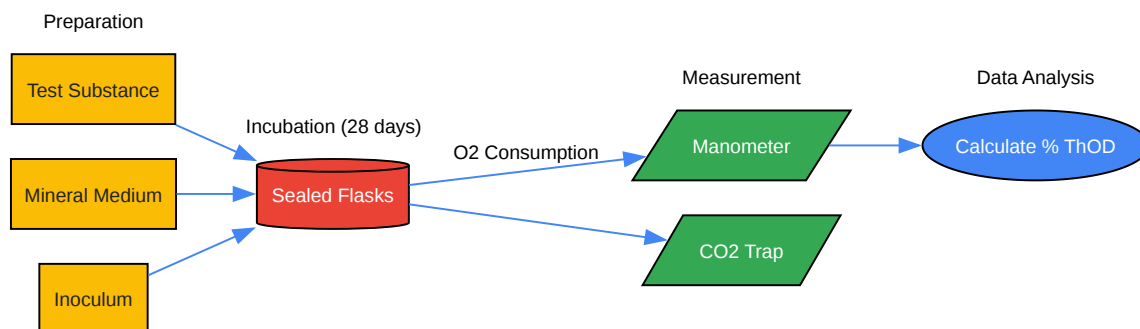 Preparation
Test Substance
Mineral Medium
Inoculum
Incubation (28 days)
Sealed Flasks
O2 Consumption
Measurement
Manometer
CO2 Trap
Data Analysis
Calculate % ThOD